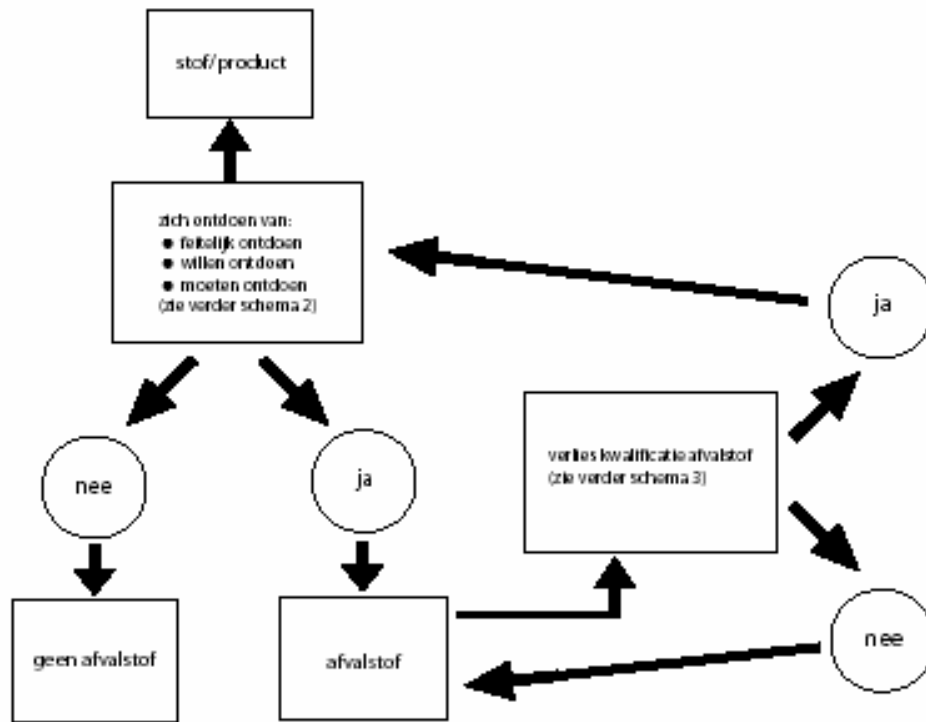 stof/product
zich ontdoen van:
● feitelijk ontdoen
● willen ontdoen
● moeten ontdoen
(zie verder schema 2)
ja
nee
ja
verlies kwalificatie afvalstof
(zie verder schema 3)
geen afvalstof
afvalstof
nee